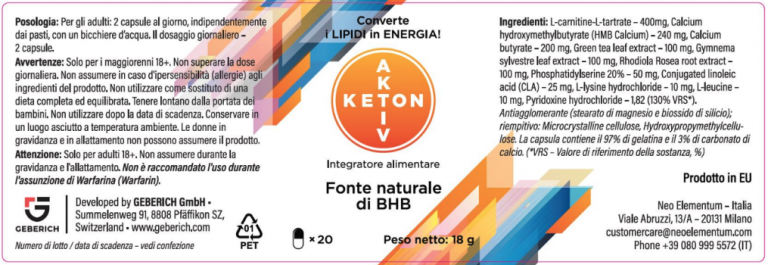 Posologia: Per gli adulti: 2 capsule al giorno, indipendentemente
dai pasti, con un bicchiere d'acqua. Il dosaggio giornaliero –
2 capsule.
Avvertenze: Solo per i maggiorenni 18+. Non superare la dose
giornaliera. Non assumere in caso d'ipersensibilità (allergie) agli
ingredienti del prodotto. Non utilizzare come sostituto di una
dieta completa ed equilibrata. Tenere lontano dalla portata dei
bambini. Non utilizzare dopo la data di scadenza. Conservare in
un luogo asciutto a temperatura ambiente. Le donne in
gravidanza e in allattamento non possono assumere il prodotto.
Attenzione: Solo per adulti 18+. Non assumere durante la
gravidanza e l'allattamento. Non è raccomandato l'uso durante
l'assunzione di Warfarina (Warfarin).
GEBERICH
Developed by GEBERICH GmbH •
Summelenweg 91, 8808 Pfäffikon SZ,
Switzerland • www.geberich.com
Numero di lotto / data di scadenza – vedi confezione
01
PET
Converte
i LIPIDI in ENERGIA!
AKTIV
KETON
Integratore alimentare
Fonte naturale
di BHB
× 20
Peso netto: 18 g
Ingredienti: L-carnitine-L-tartrate – 400mg, Calcium
hydroxymethylbutyrate (HMB Calcium) – 240 mg, Calcium
butyrate – 200 mg, Green tea leaf extract – 100 mg, Gymnema
sylvestre leaf extract – 100 mg, Rhodiola Rosea root extract –
100 mg, Phosphatidylserine 20% – 50 mg, Conjugated linoleic
acid (CLA) – 25 mg, L-lysine hydrochloride – 10 mg, L-leucine –
10 mg, Pyridoxine hydrochloride – 1,82 (130% VRS*).
Antiagglomerante (stearato di magnesio e biossido di silicio);
riempitivo: Microcrystalline cellulose, Hydroxypropymethylcellu-
lose. La capsula contiene il 97% di gelatina e il 3% di carbonato di
calcio. (*VRS – Valore di riferimento della sostanza, %)
Prodotto in EU
Neo Elementum – Italia
Viale Abruzzi, 13/A – 20131 Milano
customercare@neoelementum.com
Phone +39 080 999 5572 (IT)